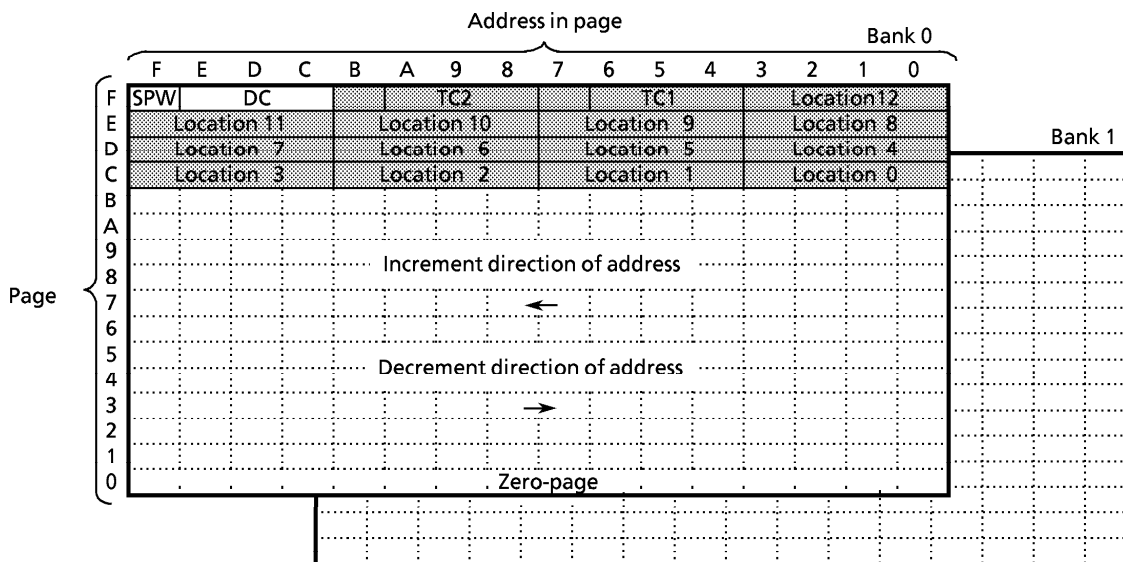 Address in page
Bank 0
F E D C B A 9 8 7 6 5 4 3 2 1 0
F SPW DC TC2 TC1 Location12
E Location 11 Location 10 Location 9 Location 8
Bank 1
D Location 7 Location 6 Location 5 Location 4
C Location 3 Location 2 Location 1 Location 0
B
A
9
Increment direction of address
8
Page
7
6
5
Decrement direction of address
4
3
2
1
0 Zero-page